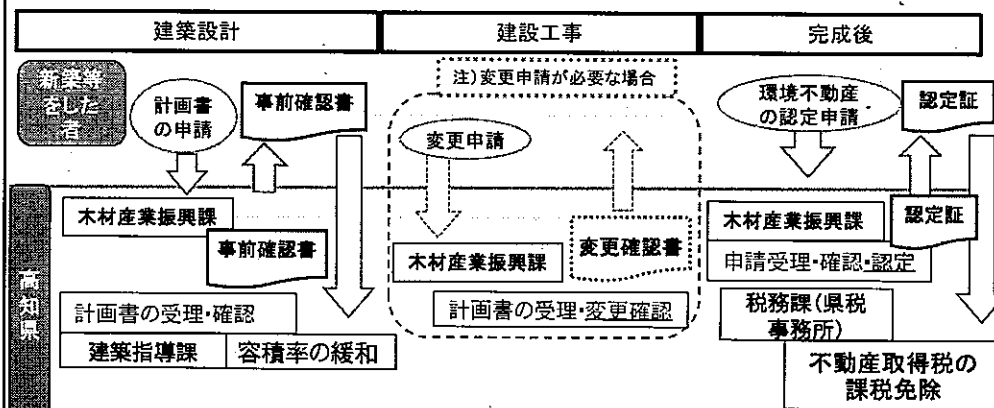 建築設計
建設工事
完成後
新築等
をした
者
計画書
の申請
事前確認書
注)変更申請が必要な場合
変更申請
環境不動産
の認定申請
認定証
高知県
木材産業振興課
事前確認書
計画書の受理・確認
建築指導課
容積率の緩和
木材産業振興課
変更確認書
計画書の受理・変更確認
木材産業振興課
認定証
申請受理・確認・認定
税務課(県税
事務所)
不動産取得税の
課税免除